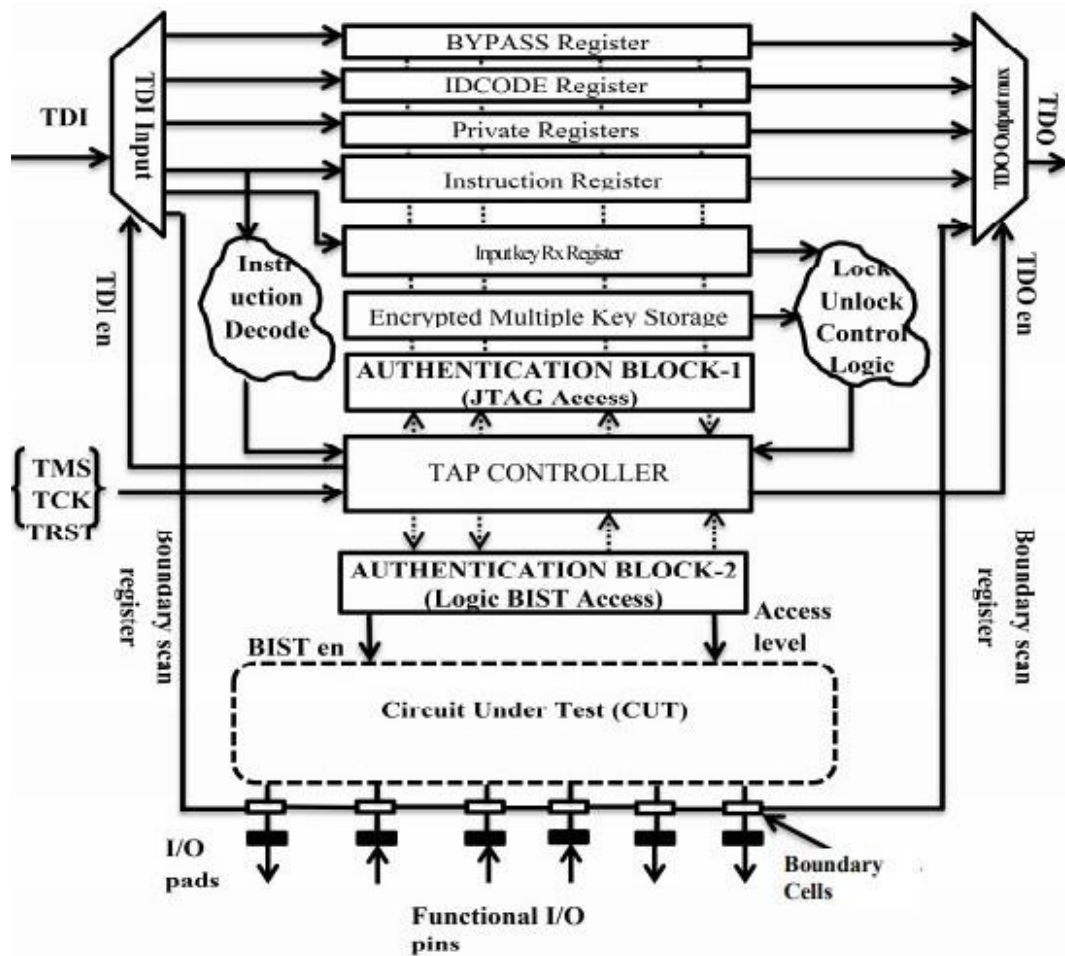 BYPASS Register
IDCODE Register
Private Registers
Instruction Register
Input key Rx Register
Encrypted Multiple Key Storage
AUTHENTICATION BLOCK-1
(JTAG Access)
TAP CONTROLLER
AUTHENTICATION BLOCK-2
(Logic BIST Access)
TDI
TDI Input
TDO
TDI en
TDO en
Instr
uction
Decode
Lock
Unlock
Control
Logic
TMS
TCK
TRST
Boundary scan
register
Boundary scan
register
BIST en
Access
level
Circuit Under Test (CUT)
I/O
pads
Functional I/O
pins
Boundary
Cells